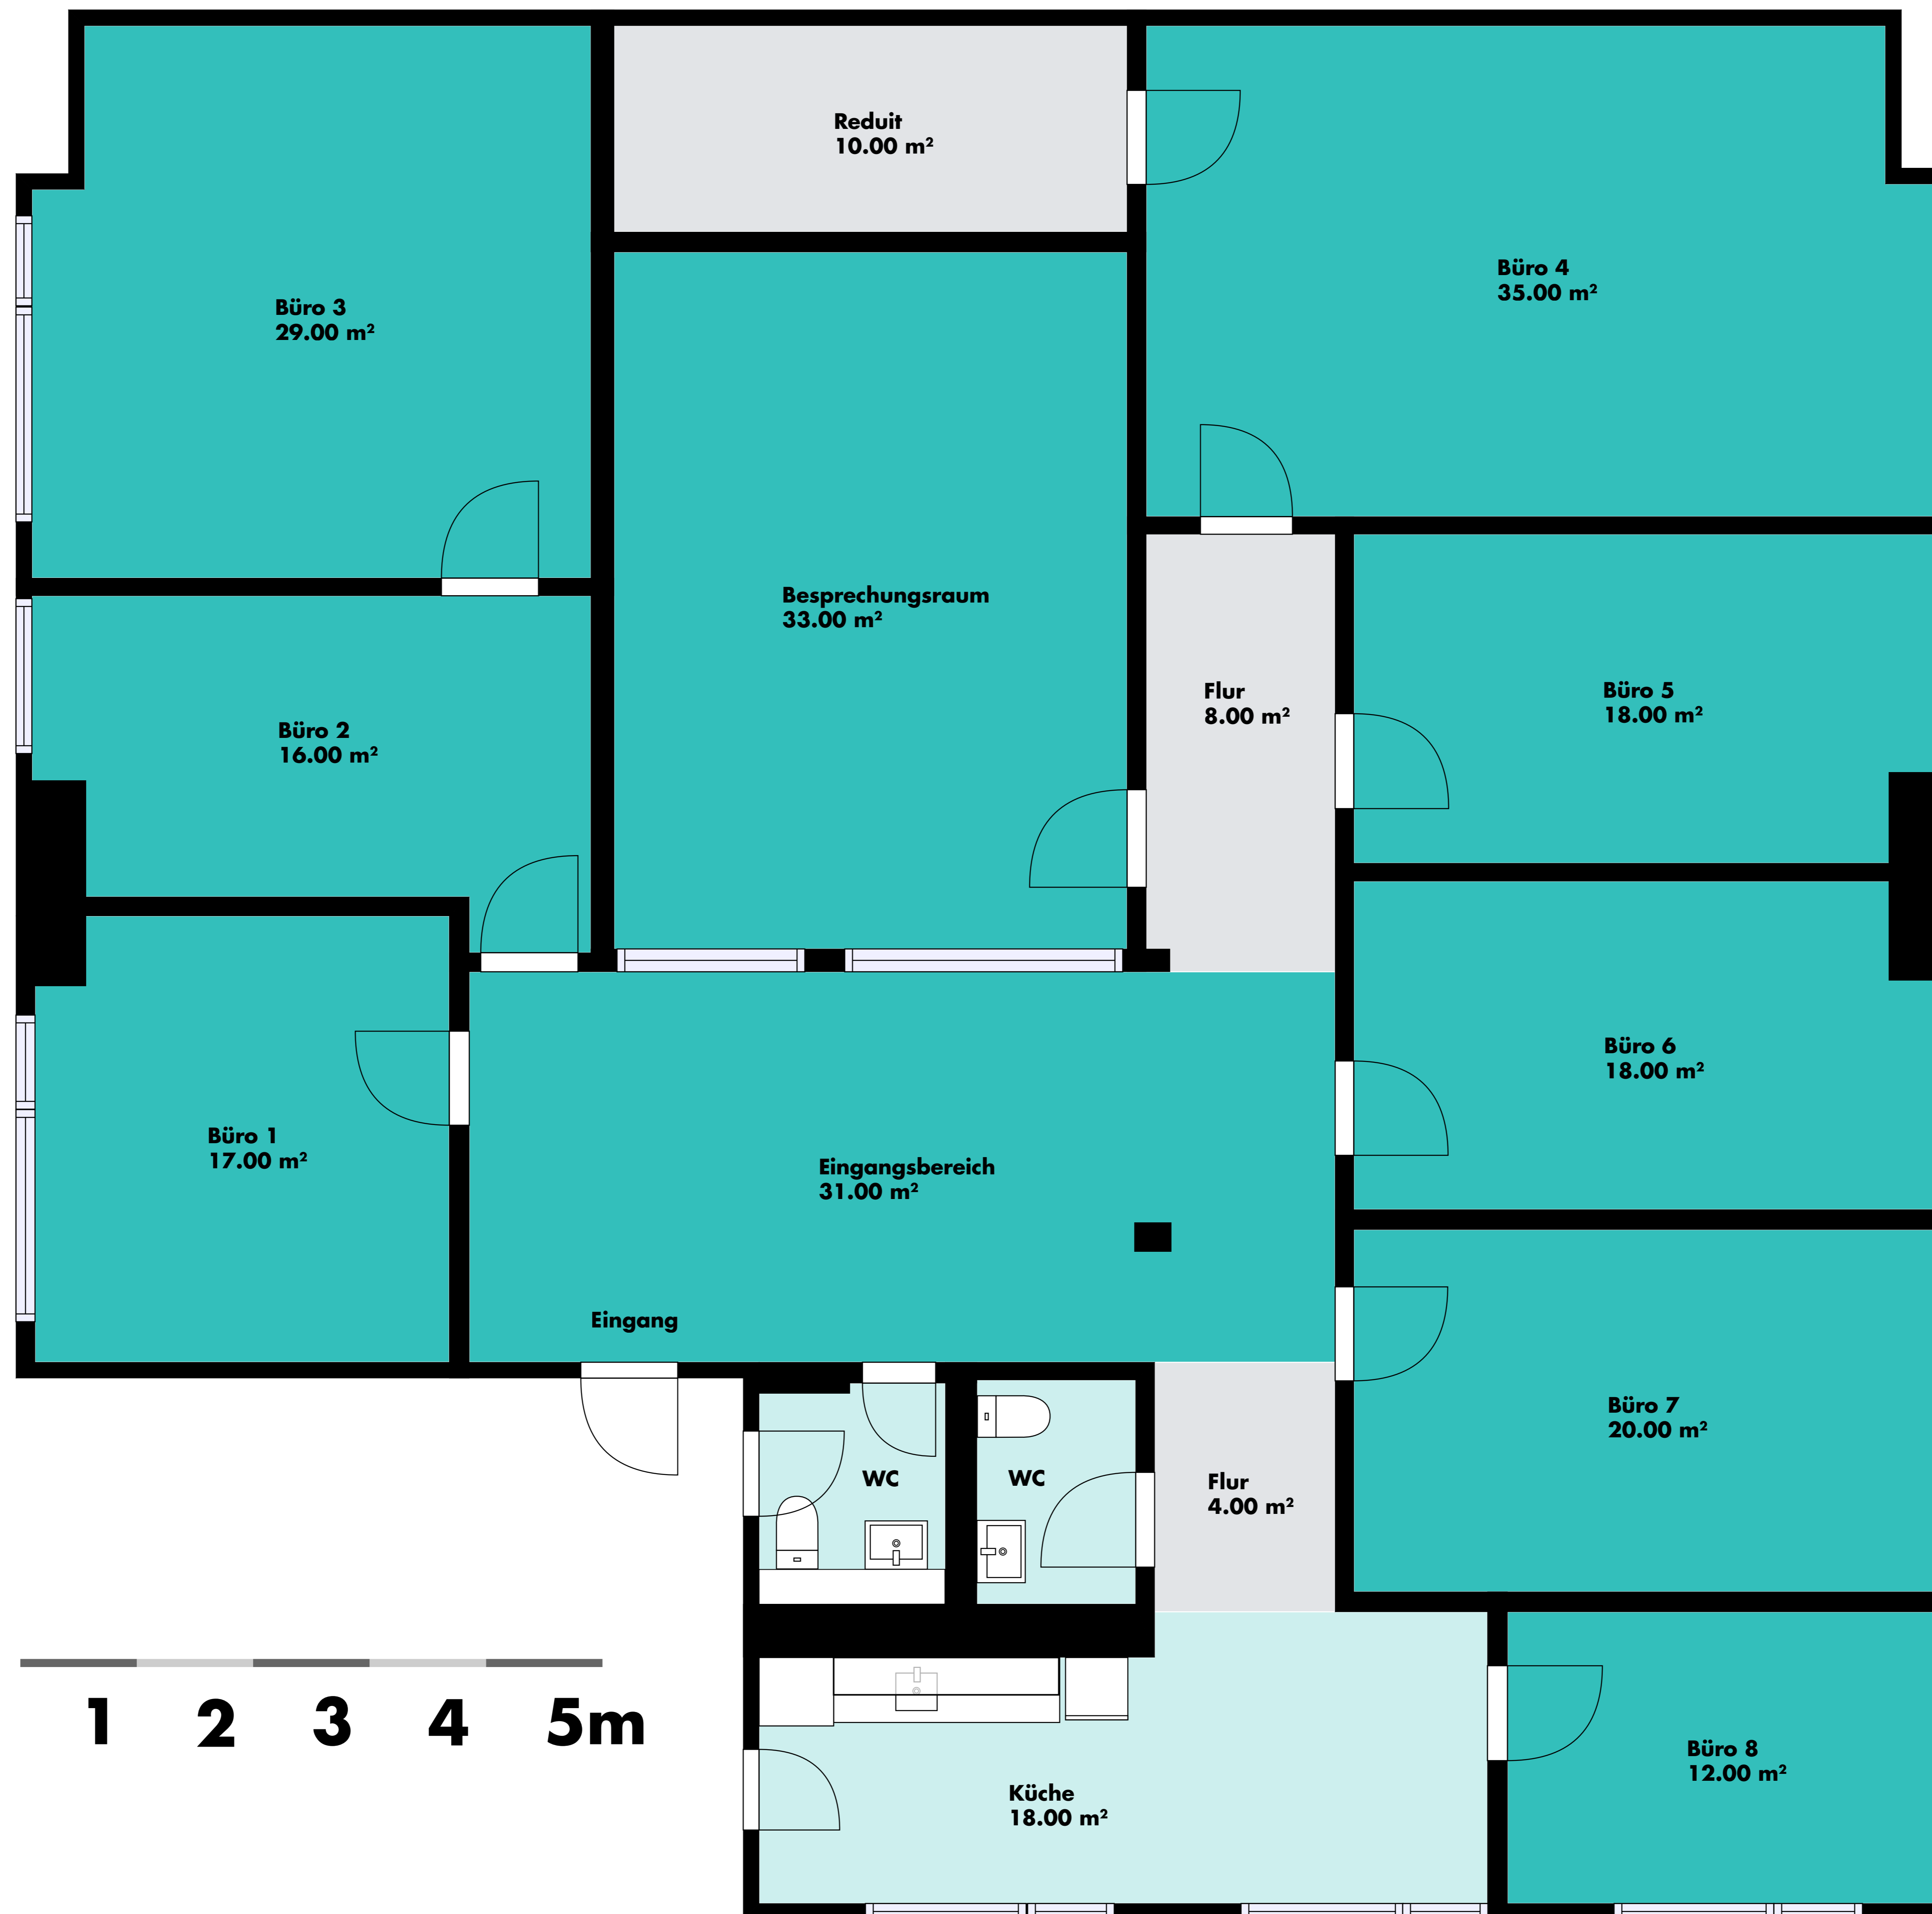 Reduit
10.00 m²
Büro 4
35.00 m²
Büro 3
29.00 m²
Besprechungsraum
33.00 m²
Flur
8.00 m²
Büro 5
18.00 m²
Büro 2
16.00 m²
Büro 6
18.00 m²
Büro 1
17.00 m²
Eingangsbereich
31.00 m²
Eingang
Büro 7
20.00 m²
WC
WC
Flur
4.00 m²
1 2 3 4 5m
Büro 8
12.00 m²
Küche
18.00 m²